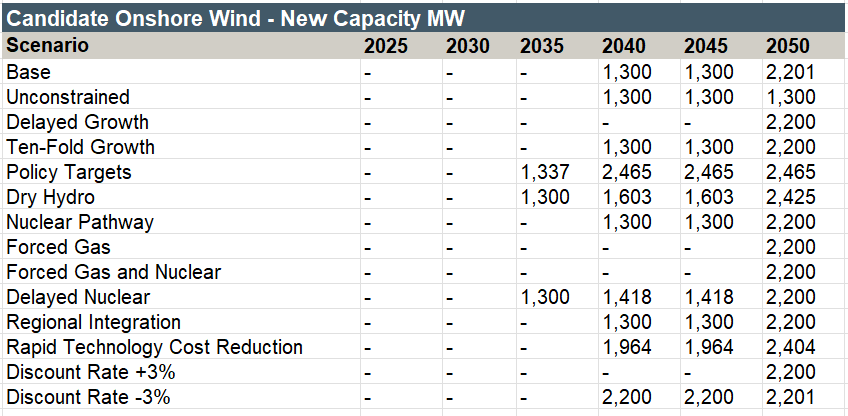 Candidate Onshore Wind - New Capacity MW
Scenario 2025 2030 2035 2040 2045 2050
Base - - - 1,300 1,300 2,201
Unconstrained - - - 1,300 1,300 1,300
Delayed Growth - - - - - 2,200
Ten-Fold Growth - - - 1,300 1,300 2,200
Policy Targets - - 1,337 2,465 2,465 2,465
Dry Hydro - - 1,300 1,603 1,603 2,425
Nuclear Pathway - - - 1,300 1,300 2,200
Forced Gas - - - - - 2,200
Forced Gas and Nuclear - - - - - 2,200
Delayed Nuclear - - 1,300 1,418 1,418 2,200
Regional Integration - - - 1,300 1,300 2,200
Rapid Technology Cost Reduction - - - 1,964 1,964 2,404
Discount Rate +3% - - - - - 2,200
Discount Rate -3% - - - 2,200 2,200 2,201